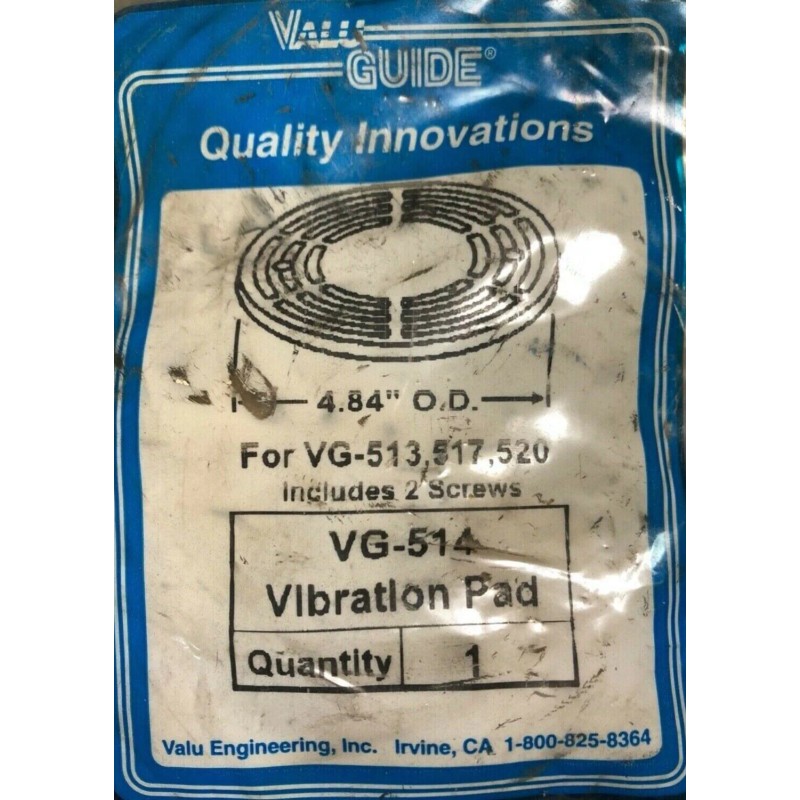 VALU
GUIDE®
Quality Innovations
4.84" O.D.
For VG-513,517,520
Includes 2 Screws
VG-514
Vibration Pad
Quantity 1
Valu Engineering, Inc. Irvine, CA 1-800-825-8364